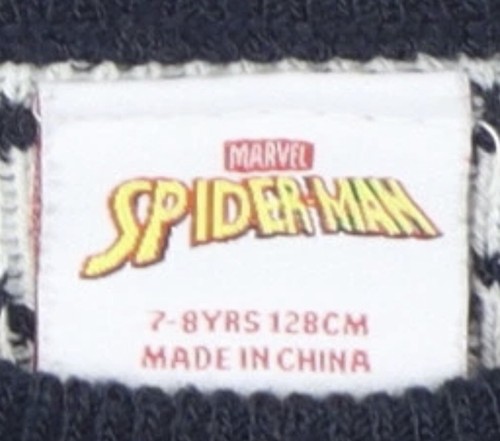 MARVEL
SPIDER-MAN
7-8YRS 128CM
MADE IN CHINA